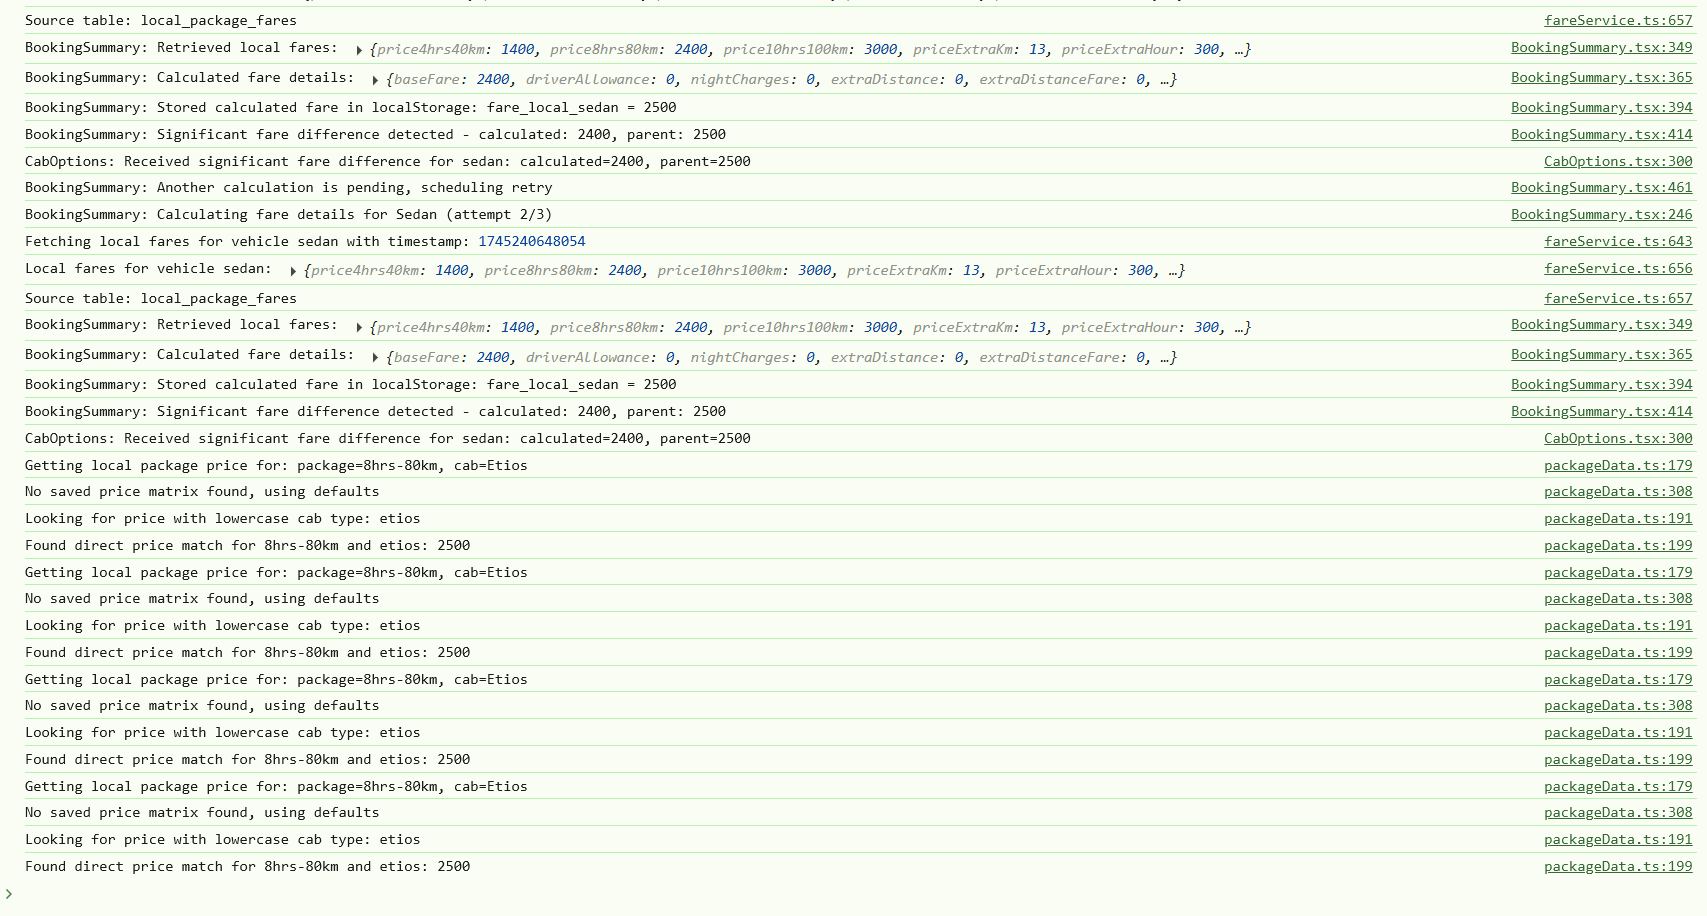 Source table: local_package_fares fareService.ts:657
BookingSummary: Retrieved local fares: {price4hrs40km: 1400, price8hrs80km: 2400, price10hrs100km: 3000, priceExtraKm: 13, priceExtraHour: 300, …} BookingSummary.tsx:349
BookingSummary: Calculated fare details: {baseFare: 2400, driverAllowance: 0, nightCharges: 0, extraDistance: 0, extraDistanceFare: 0, …} BookingSummary.tsx:365
BookingSummary: Stored calculated fare in localStorage: fare_local_sedan = 2500 BookingSummary.tsx:394
BookingSummary: Significant fare difference detected - calculated: 2400, parent: 2500 BookingSummary.tsx:414
CabOptions: Received significant fare difference for sedan: calculated=2400, parent=2500 CabOptions.tsx:300
BookingSummary: Another calculation is pending, scheduling retry BookingSummary.tsx:461
BookingSummary: Calculating fare details for Sedan (attempt 2/3) BookingSummary.tsx:246
Fetching local fares for vehicle sedan with timestamp: 1745240648054 fareService.ts:643
Local fares for vehicle sedan: {price4hrs40km: 1400, price8hrs80km: 2400, price10hrs100km: 3000, priceExtraKm: 13, priceExtraHour: 300, …} fareService.ts:656
Source table: local_package_fares fareService.ts:657
BookingSummary: Retrieved local fares: {price4hrs40km: 1400, price8hrs80km: 2400, price10hrs100km: 3000, priceExtraKm: 13, priceExtraHour: 300, …} BookingSummary.tsx:349
BookingSummary: Calculated fare details: {baseFare: 2400, driverAllowance: 0, nightCharges: 0, extraDistance: 0, extraDistanceFare: 0, …} BookingSummary.tsx:365
BookingSummary: Stored calculated fare in localStorage: fare_local_sedan = 2500 BookingSummary.tsx:394
BookingSummary: Significant fare difference detected - calculated: 2400, parent: 2500 BookingSummary.tsx:414
CabOptions: Received significant fare difference for sedan: calculated=2400, parent=2500 CabOptions.tsx:300
Getting local package price for: package=8hrs-80km, cab=Etios packageData.ts:179
No saved price matrix found, using defaults packageData.ts:308
Looking for price with lowercase cab type: etios packageData.ts:191
Found direct price match for 8hrs-80km and etios: 2500 packageData.ts:199
Getting local package price for: package=8hrs-80km, cab=Etios packageData.ts:179
No saved price matrix found, using defaults packageData.ts:308
Looking for price with lowercase cab type: etios packageData.ts:191
Found direct price match for 8hrs-80km and etios: 2500 packageData.ts:199
Getting local package price for: package=8hrs-80km, cab=Etios packageData.ts:179
No saved price matrix found, using defaults packageData.ts:308
Looking for price with lowercase cab type: etios packageData.ts:191
Found direct price match for 8hrs-80km and etios: 2500 packageData.ts:199
Getting local package price for: package=8hrs-80km, cab=Etios packageData.ts:179
No saved price matrix found, using defaults packageData.ts:308
Looking for price with lowercase cab type: etios packageData.ts:191
Found direct price match for 8hrs-80km and etios: 2500 packageData.ts:199